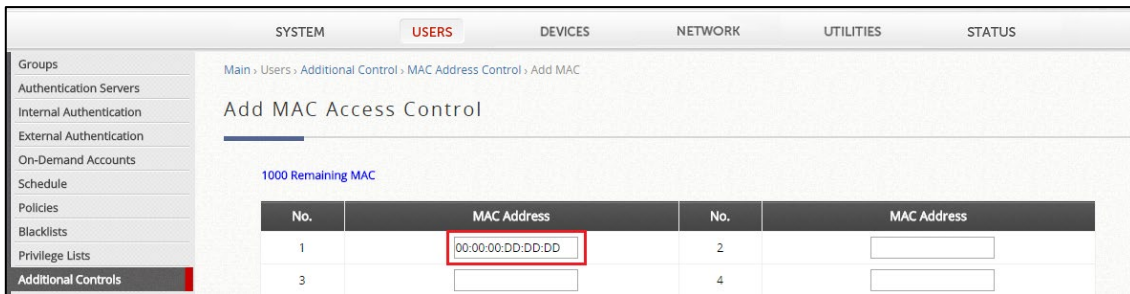 SYSTEM USERS DEVICES NETWORK UTILITIES STATUS
Groups
Authentication Servers
Internal Authentication
External Authentication
On-Demand Accounts
Schedule
Policies
Blacklists
Privilege Lists
Additional Controls
Main › Users › Additional Control › MAC Address Control › Add MAC
Add MAC Access Control
1000 Remaining MAC
No. MAC Address No. MAC Address
1 00:00:00:DD:DD:DD 2
3 4